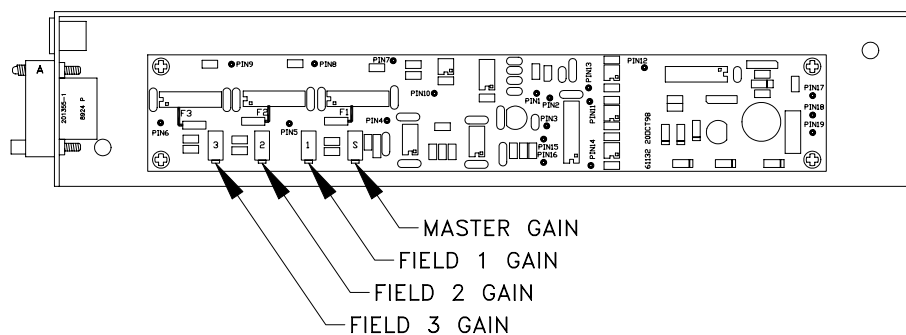 A
201355-1
8924 P
PIN9
PIN8
PIN7
PIN10
PIN1
PIN2
PIN13
PIN12
PIN17
PIN18
PIN19
F3
F2
F1
PIN6
PIN5
PIN4
PIN3
PIN11
PIN15
PIN16
PIN14
61132 20OCT98
3
2
1
S
MASTER GAIN
FIELD 1 GAIN
FIELD 2 GAIN
FIELD 3 GAIN